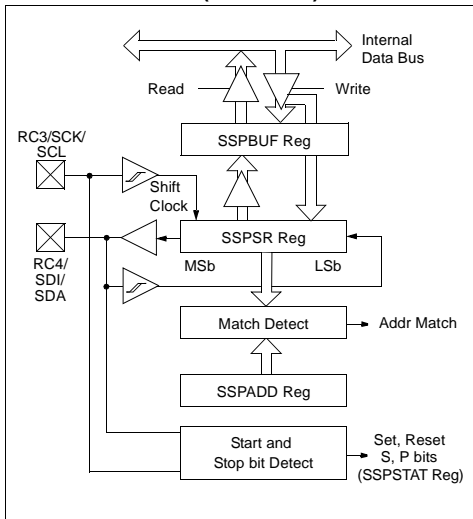 Internal
Data Bus
Read
Write
RC3/SCK/
SCL
SSPBUF Reg
Shift
Clock
SSPSR Reg
MSb
LSb
RC4/
SDI/
SDA
Match Detect
Addr Match
SSPADD Reg
Start and
Stop bit Detect
Set, Reset
S, P bits
(SSPSTAT Reg)